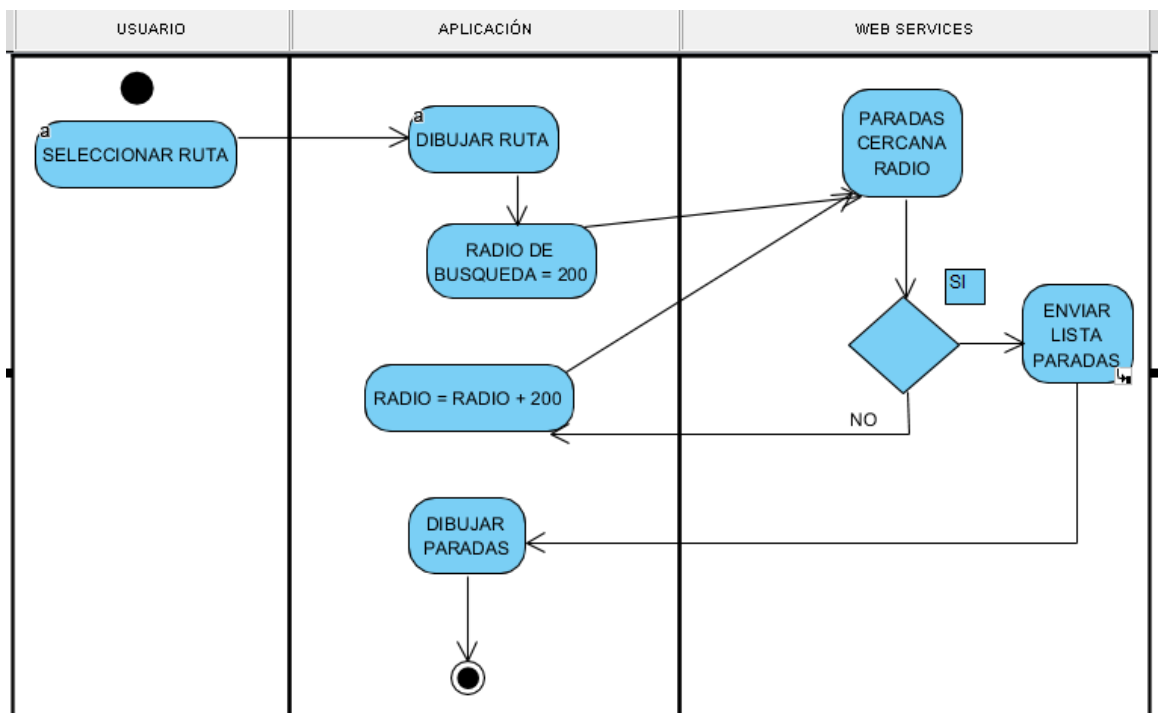 USUARIO
APLICACIÓN
WEB SERVICES
a
SELECCIONAR RUTA
a
DIBUJAR RUTA
PARADAS
CERCANA
RADIO
RADIO DE
BUSQUEDA = 200
SI
ENVIAR
LISTA
PARADAS
RADIO = RADIO + 200
NO
DIBUJAR
PARADAS